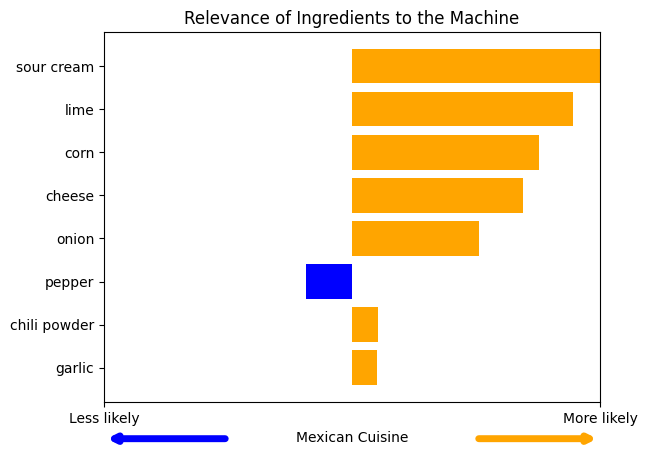 Relevance of Ingredients to the Machine
sour cream
lime
corn
cheese
onion
pepper
chili powder
garlic
Less likely
More likely
Mexican Cuisine